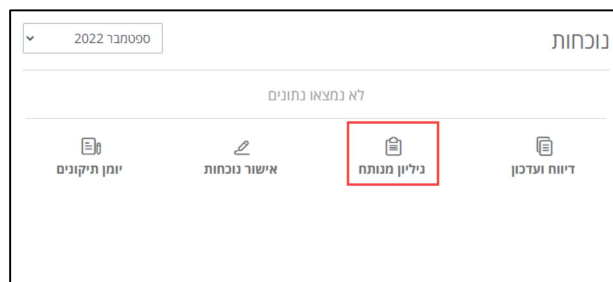 נוכחות
ספטמבר 2022
לא נמצאו נתונים
דיווח ועדכון
גיליון מנותח
אישור נוכחות
יומן תיקונים